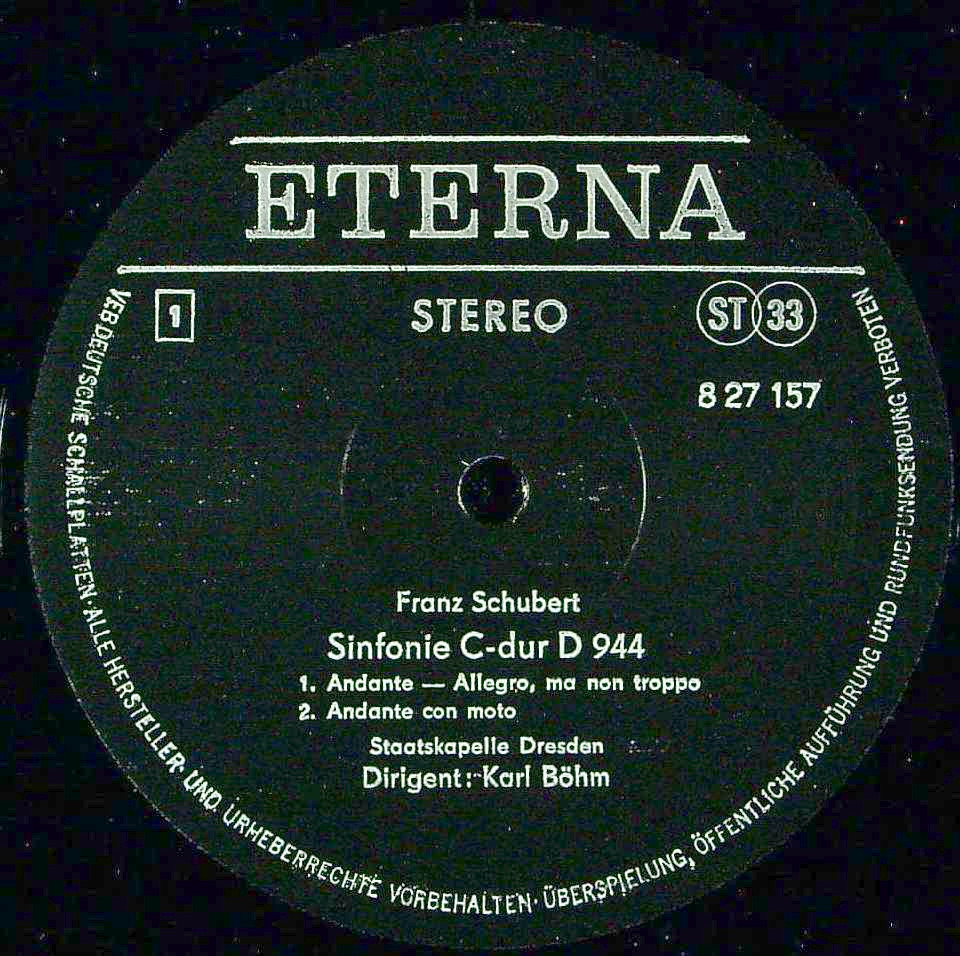 ETERNA
1
STEREO
ST 33
8 27 157
Franz Schubert
Sinfonie C-dur D 944
1. Andante — Allegro, ma non troppo
2. Andante con moto
Staatskapelle Dresden
Dirigent: Karl Böhm
VEB DEUTSCHE SCHALLPLATTEN · ALLE HERSTELLER- UND URHEBERRECHTE VORBEHALTEN · ÜBERSPIELUNG, ÖFFENTLICHE AUFFÜHRUNG UND RUNDFUNKSENDUNG VERBOTEN